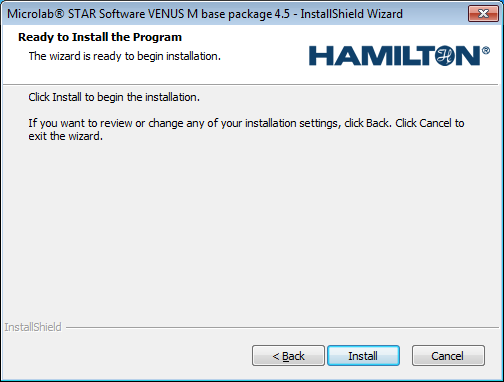 Microlab® STAR Software VENUS M base package 4.5 - InstallShield Wizard
Ready to Install the Program
The wizard is ready to begin installation.
HAMILTON®
Click Install to begin the installation.
If you want to review or change any of your installation settings, click Back. Click Cancel to
exit the wizard.
InstallShield
< Back
Install
Cancel